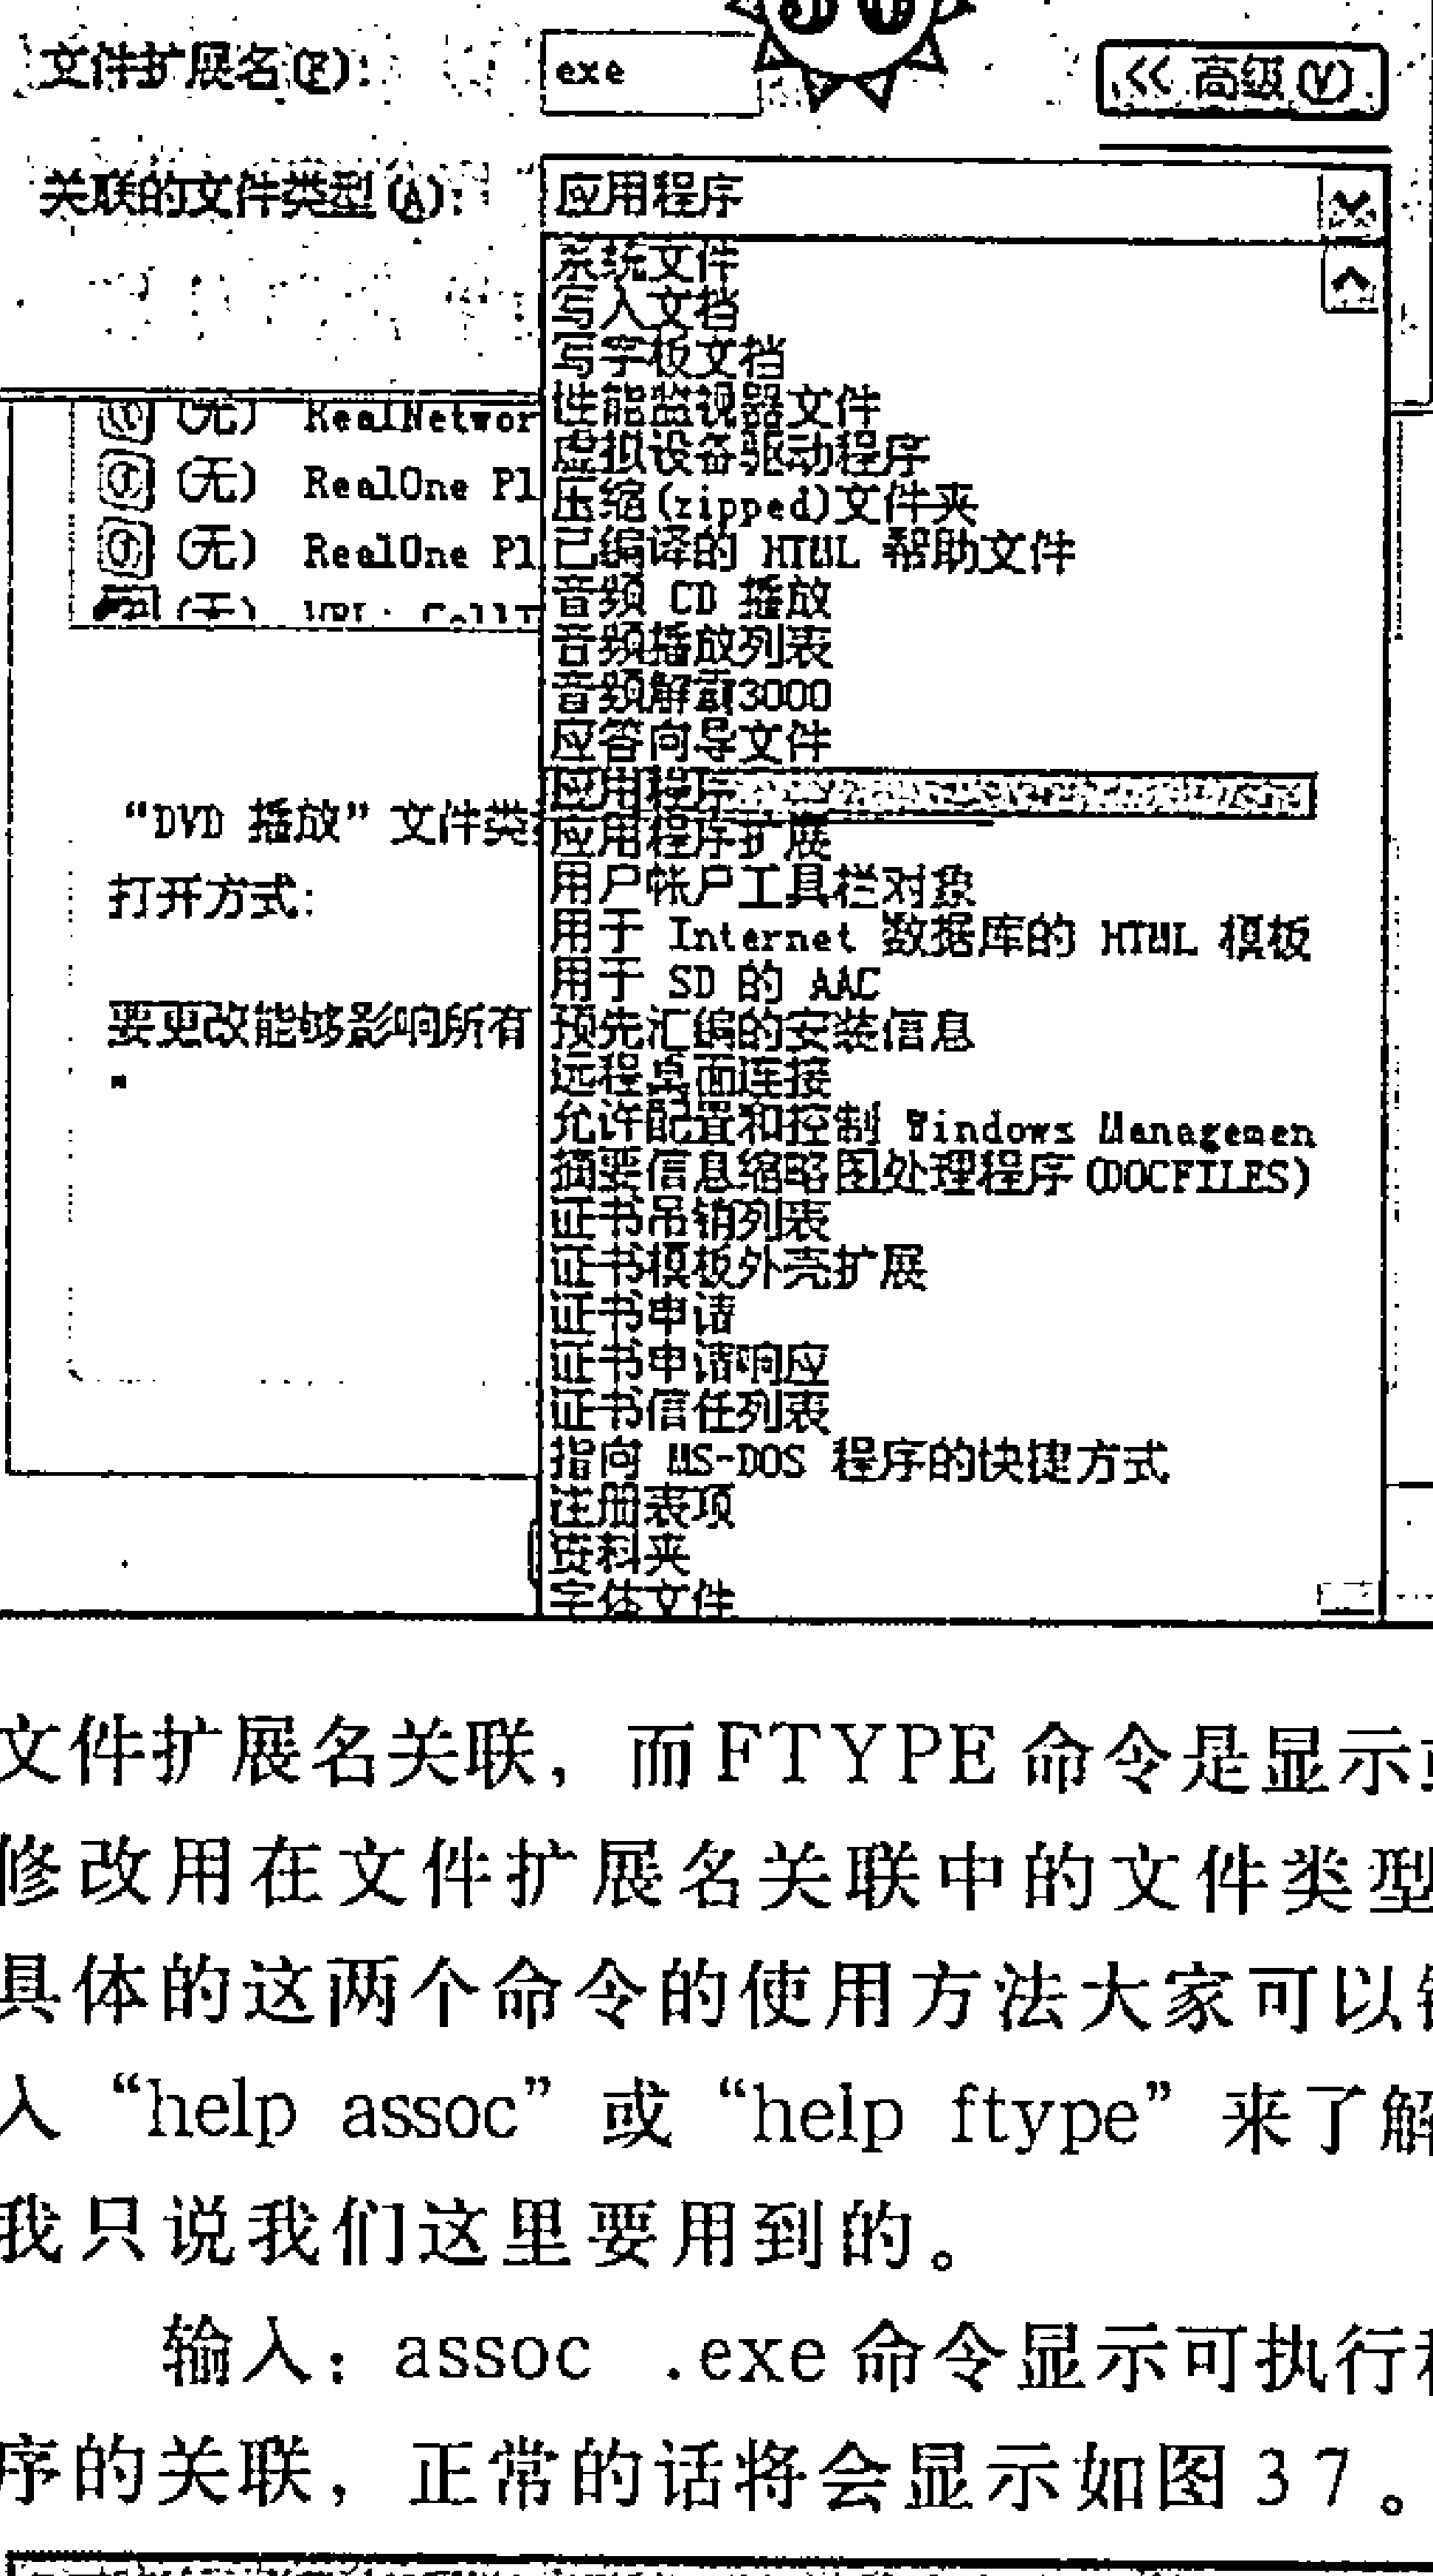 36
文件扩展名(F):
exe
<< 高级(V)
关联的文件类型(A):
应用程序
系统文件
写入文档
写字板文档
性能监视器文件
虚拟设备驱动程序
压缩(zipped)文件夹
已编译的 HTML 帮助文件
音频 CD 播放
音频播放列表
音频解霸3000
应答向导文件
应用程序
应用程序扩展
用户帐户工具栏对象
用于 Internet 数据库的 HTML 模板
用于 SD 的 AAC
预先汇编的安装信息
远程桌面连接
允许配置和控制 Windows Managemen
摘要信息缩略图处理程序(DOCFILES)
证书吊销列表
证书模板外壳扩展
证书申请
证书申请响应
证书信任列表
指向 MS-DOS 程序的快捷方式
注册表项
资料夹
字体文件
(无) RealNetwor
(无) RealOne Pl
(无) RealOne Pl
(无) URL: CallT
“DVD 播放” 文件类
打开方式:
要更改能够影响所有
文件扩展名关联，而FTYPE命令是显示或
修改用在文件扩展名关联中的文件类型
具体的这两个命令的使用方法大家可以
入“help assoc”或“help ftype”来了解
我只说我们这里要用到的。
输入：assoc .exe命令显示可执行程
序的关联，正常的话将会显示如图37。